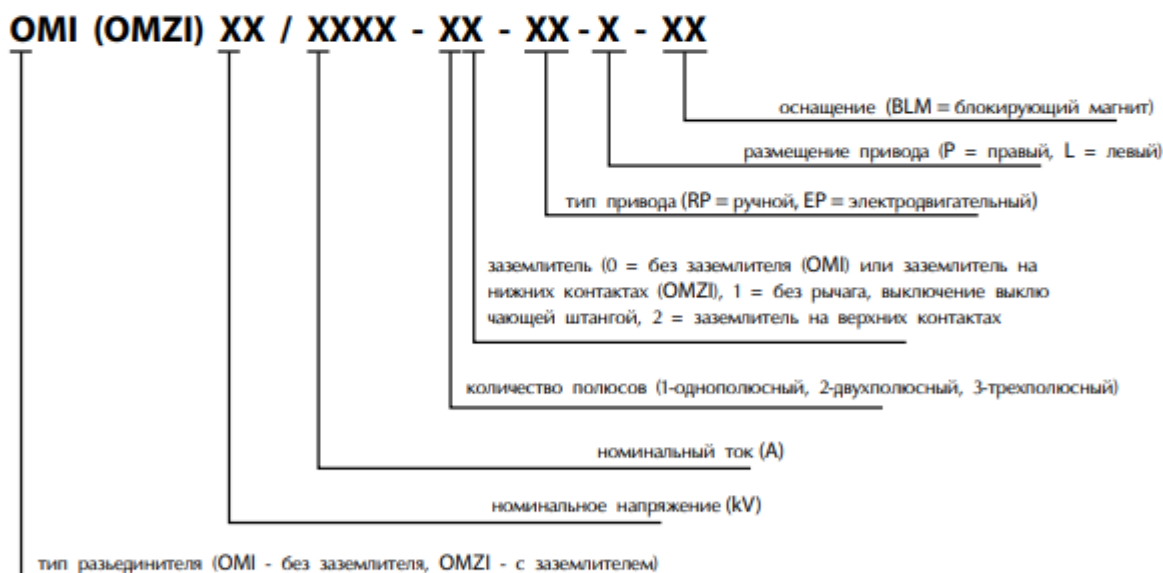 OMI (OMZI) XX / XXXX - XX - XX - X - XX
оснащение (BLM = блокирующий магнит)
размещение привода (P = правый, L = левый)
тип привода (RP = ручной, EP = электродвигательный)
заземлитель (0 = без заземлителя (OMI) или заземлитель на
нижних контактах (OMZI), 1 = без рычага, выключение выклю
чающей штангой, 2 = заземлитель на верхних контактах
количество полюсов (1-однополюсный, 2-двухполюсный, 3-трехполюсный)
номинальный ток (A)
номинальное напряжение (kV)
тип разьединителя (OMI - без заземлителя, OMZI - с заземлителем)